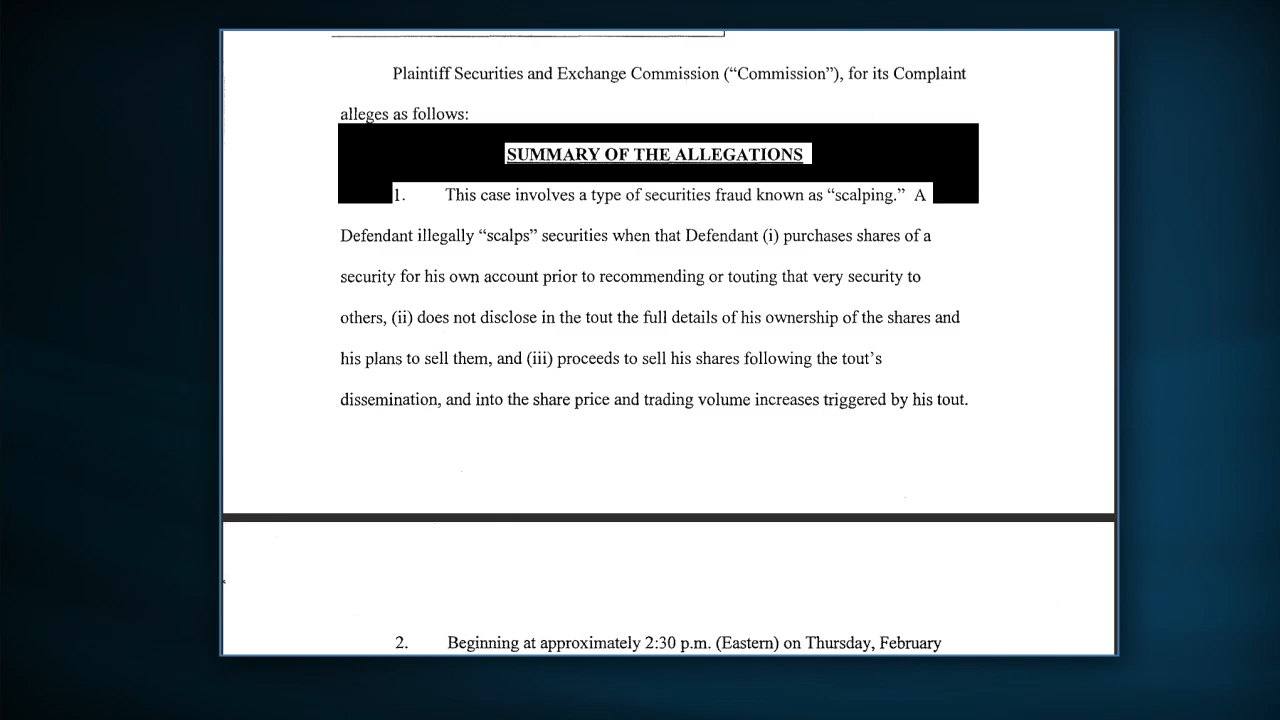 Plaintiff Securities and Exchange Commission (“Commission”), for its Complaint
alleges as follows:
SUMMARY OF THE ALLEGATIONS
1. This case involves a type of securities fraud known as “scalping.” A
Defendant illegally “scalps” securities when that Defendant (i) purchases shares of a
security for his own account prior to recommending or touting that very security to
others, (ii) does not disclose in the tout the full details of his ownership of the shares and
his plans to sell them, and (iii) proceeds to sell his shares following the tout’s
dissemination, and into the share price and trading volume increases triggered by his tout.
2. Beginning at approximately 2:30 p.m. (Eastern) on Thursday, February